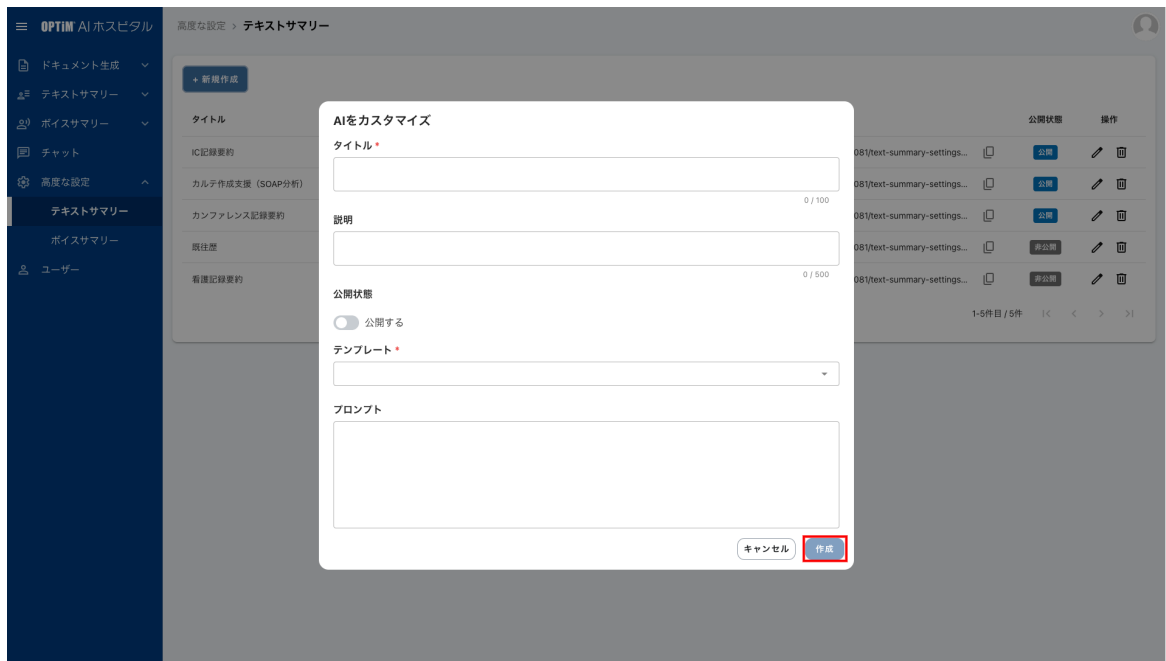 OPTiM AI ホスピタル
高度な設定 › テキストサマリー
ドキュメント生成
テキストサマリー
ボイスサマリー
チャット
高度な設定
テキストサマリー
ボイスサマリー
ユーザー
+ 新規作成
タイトル
公開状態
操作
IC記録要約
081/text-summary-settings...
公開
カルテ作成支援（SOAP分析）
081/text-summary-settings...
公開
カンファレンス記録要約
081/text-summary-settings...
公開
既往歴
081/text-summary-settings...
非公開
看護記録要約
081/text-summary-settings...
非公開
1-5件目 / 5件
AIをカスタマイズ
タイトル *
0 / 100
説明
0 / 500
公開状態
公開する
テンプレート *
プロンプト
キャンセル
作成